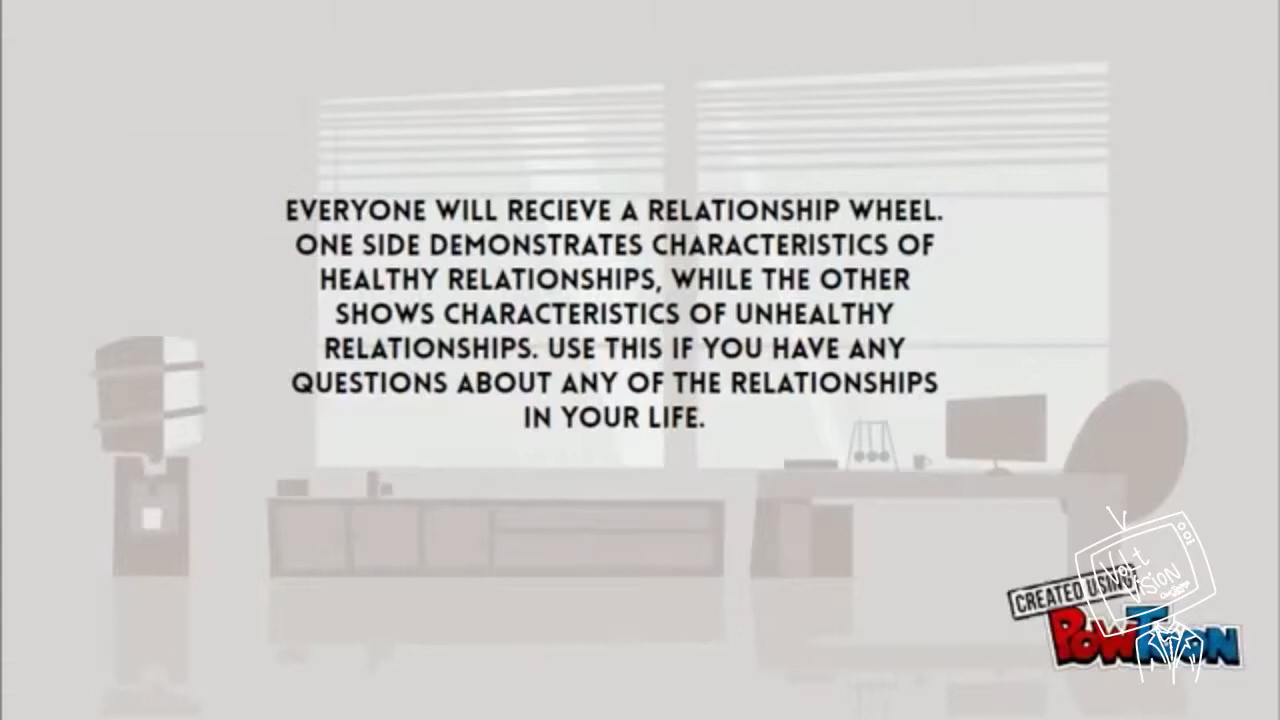 EVERYONE WILL RECIEVE A RELATIONSHIP WHEEL.
ONE SIDE DEMONSTRATES CHARACTERISTICS OF
HEALTHY RELATIONSHIPS, WHILE THE OTHER
SHOWS CHARACTERISTICS OF UNHEALTHY
RELATIONSHIPS. USE THIS IF YOU HAVE ANY
QUESTIONS ABOUT ANY OF THE RELATIONSHIPS
IN YOUR LIFE.
Volt
Vision
CREATED USING
POWTOON